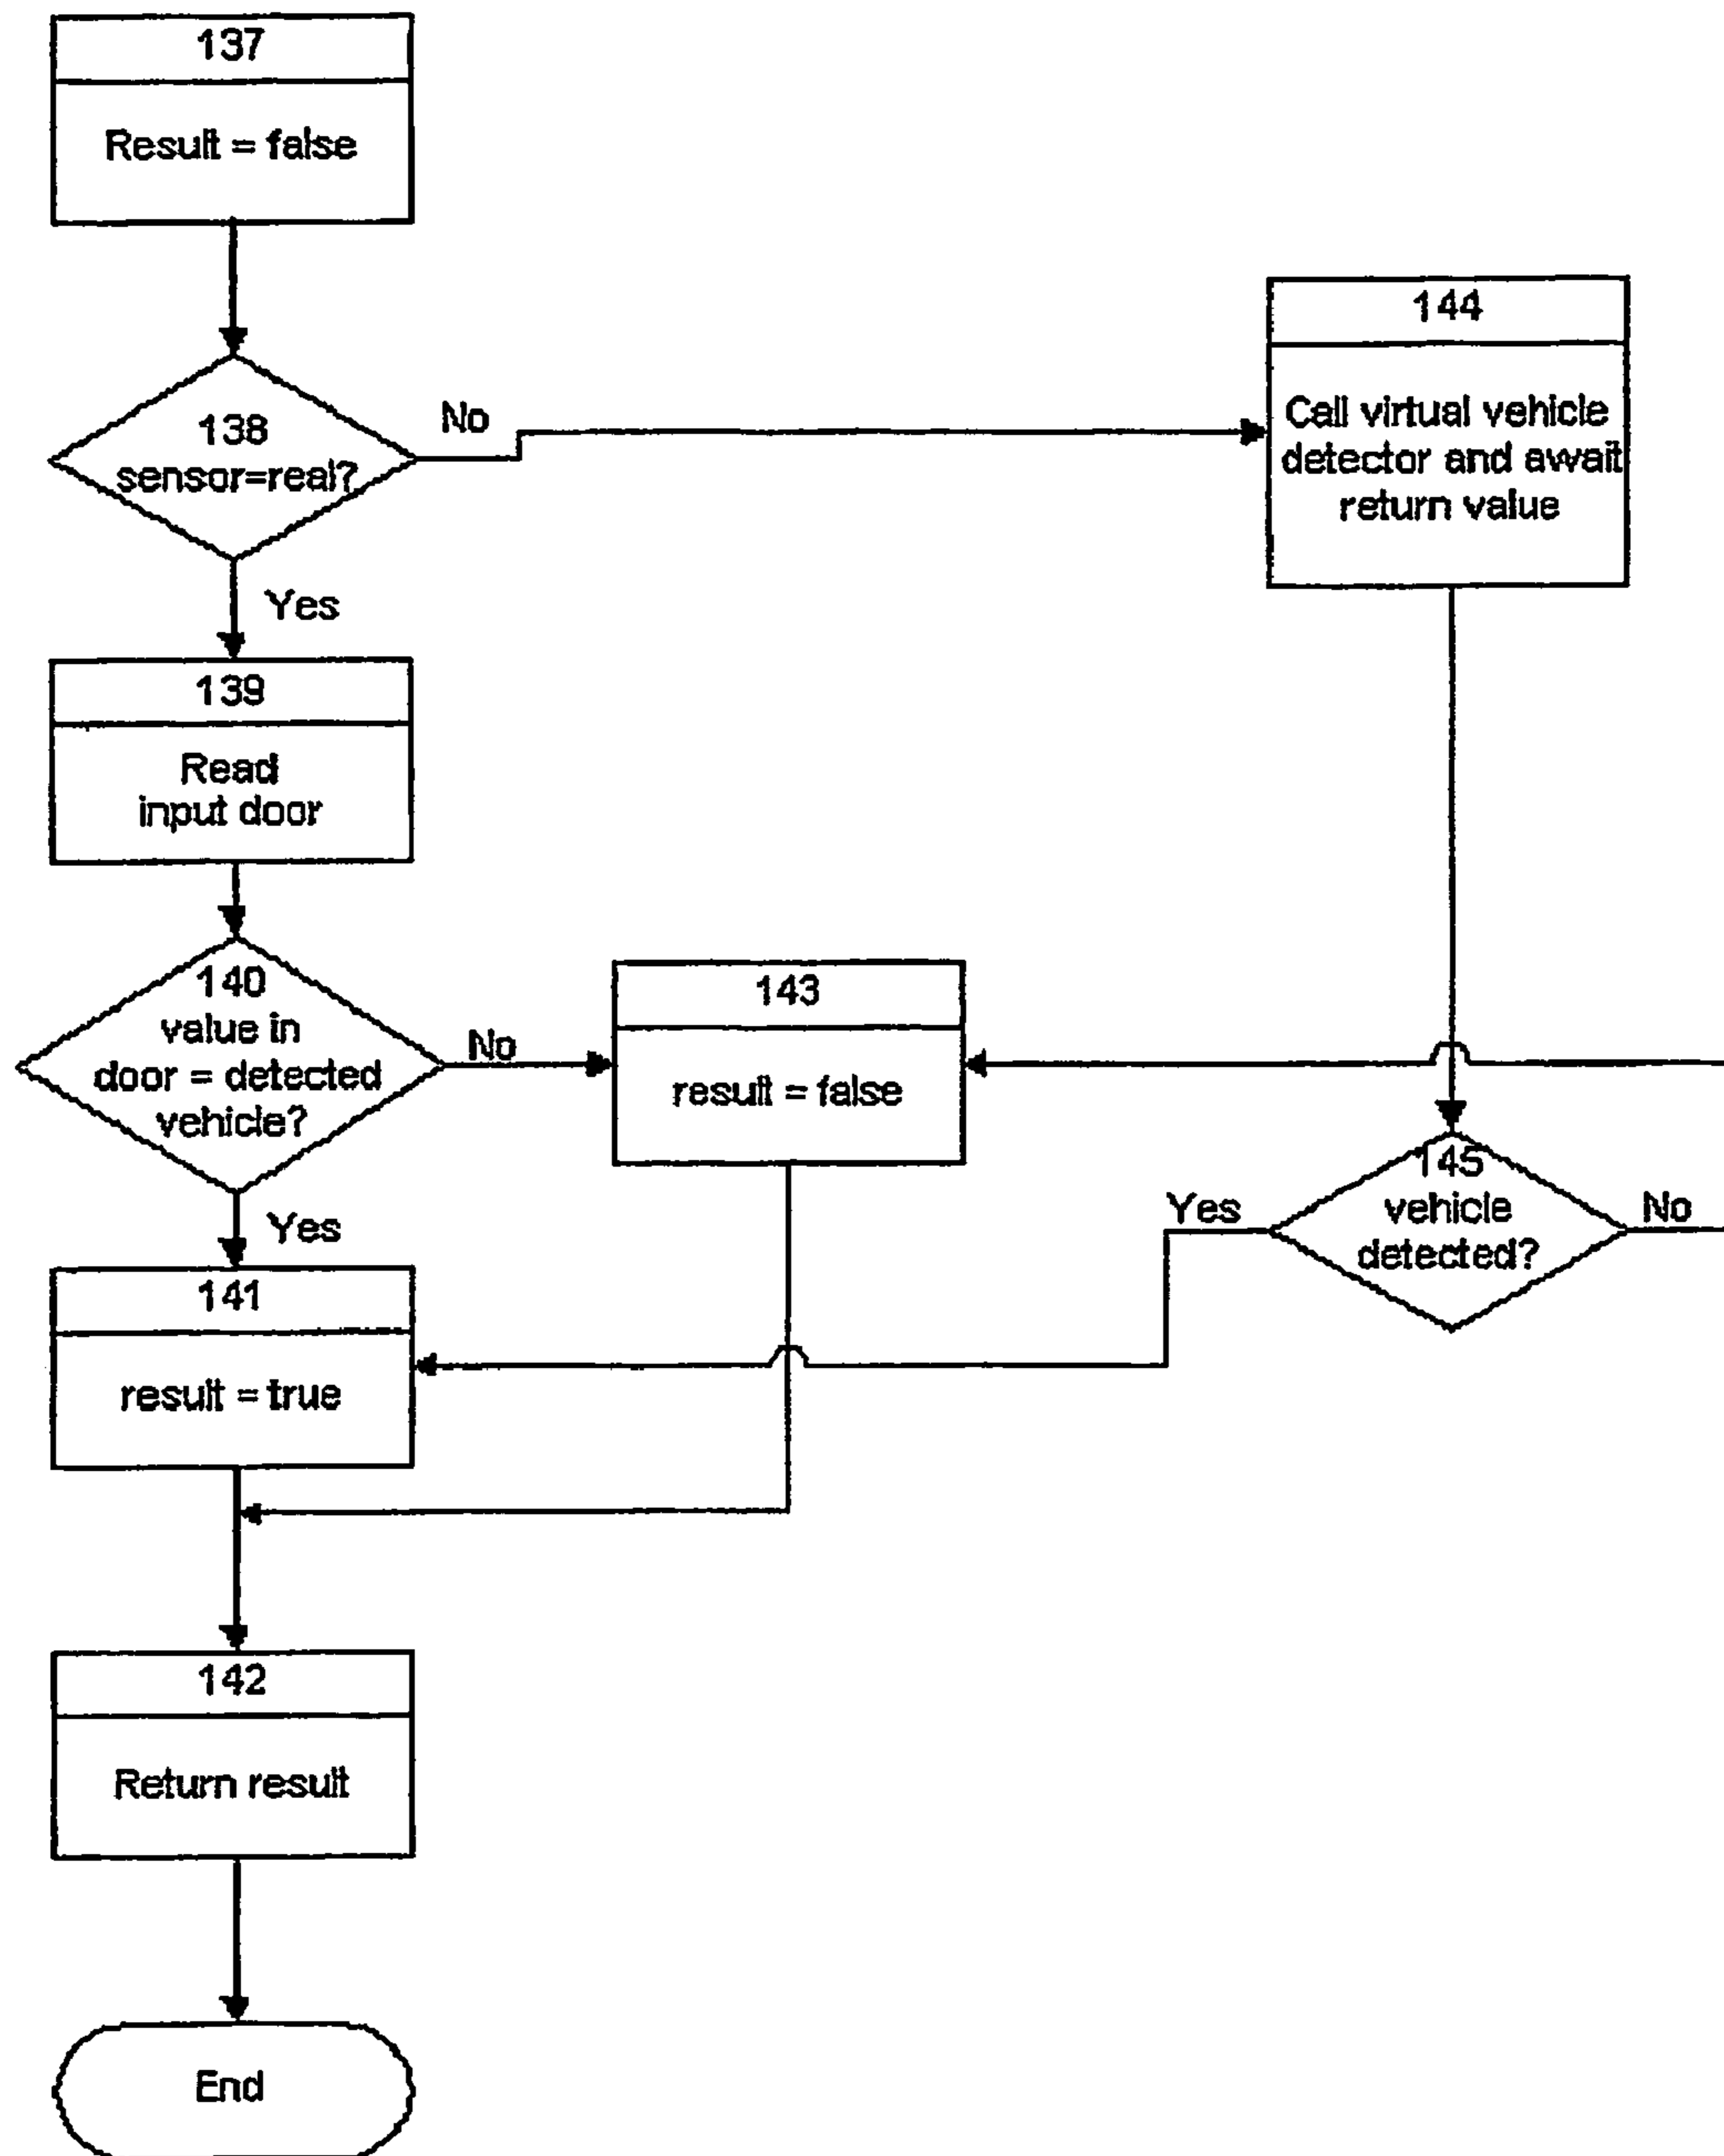 137
Result = false
138
sensor=real?
No
Yes
144
Call virtual vehicle
detector and await
return value
139
Read
input door
140
value in
door = detected
vehicle?
No
Yes
143
result = false
145
vehicle
detected?
Yes
No
141
result = true
142
Return result
End